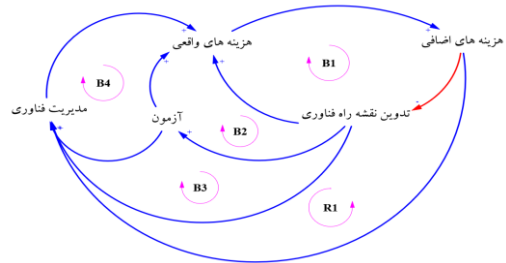 هزینه های واقعی
هزینه های اضافی
B1
B4
مدیریت فناوری
آزمون
تدوین نقشه راه فناوری
B2
B3
R1